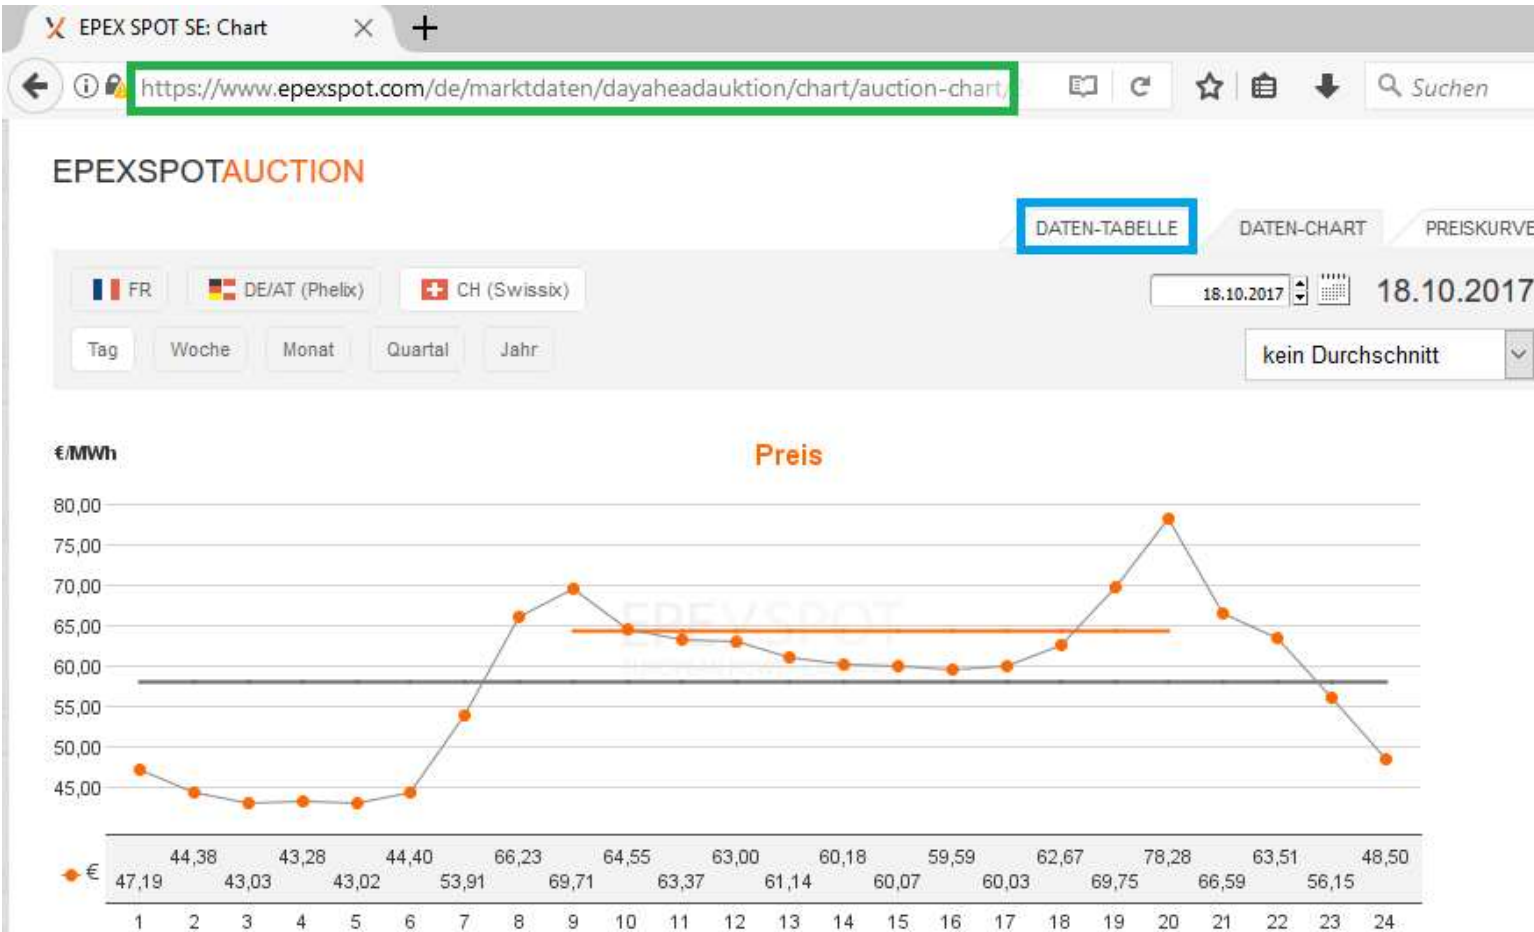 EPEX SPOT SE: Chart
https://www.epexspot.com/de/marktdaten/dayaheadauktion/chart/auction-chart/
Suchen
EPEXSPOTAUCTION
DATEN-TABELLE DATEN-CHART PREISKURVE
FR DE/AT (Phelix) CH (Swissix) 18.10.2017 18.10.2017
Tag Woche Monat Quartal Jahr kein Durchschnitt
€/MWh Preis
80,00
75,00
70,00
65,00
60,00
55,00
50,00
45,00
EPEXSPOT
44,38 43,28 44,40 66,23 64,55 63,00 60,18 59,59 62,67 78,28 63,51 48,50
€ 47,19 43,03 43,02 53,91 69,71 63,37 61,14 60,07 60,03 69,75 66,59 56,15
1 2 3 4 5 6 7 8 9 10 11 12 13 14 15 16 17 18 19 20 21 22 23 24